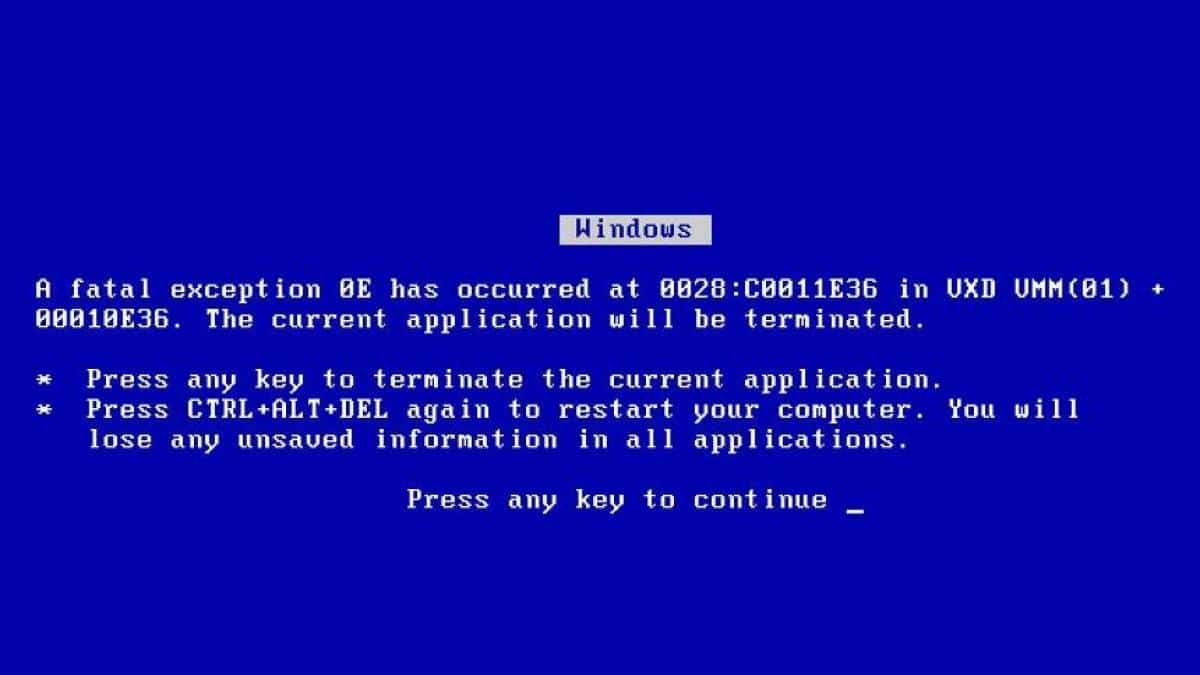 Windows
A fatal exception 0E has occurred at 0028:C0011E36 in VXD VMM(01) +
00010E36. The current application will be terminated.
* Press any key to terminate the current application.
* Press CTRL+ALT+DEL again to restart your computer. You will
lose any unsaved information in all applications.
Press any key to continue _